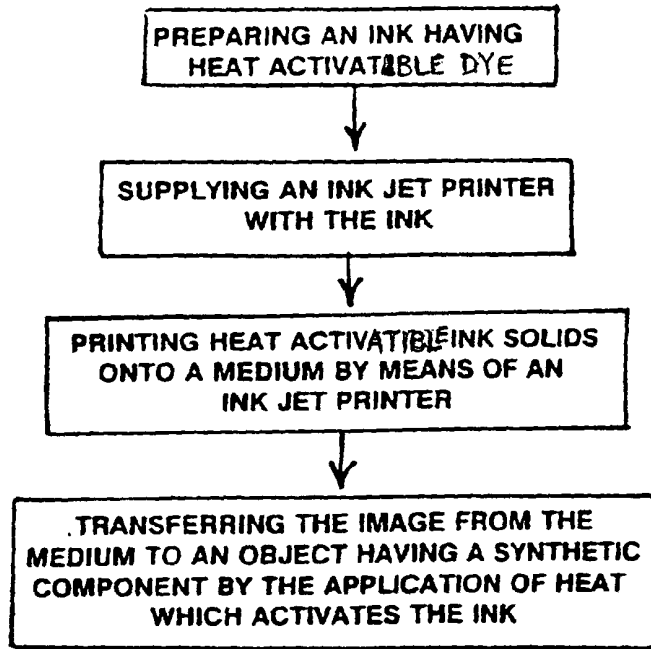 PREPARING AN INK HAVING
HEAT ACTIVATIBLE DYE
SUPPLYING AN INK JET PRINTER
WITH THE INK
PRINTING HEAT ACTIVATIBLE INK SOLIDS
ONTO A MEDIUM BY MEANS OF AN
INK JET PRINTER
TRANSFERRING THE IMAGE FROM THE
MEDIUM TO AN OBJECT HAVING A SYNTHETIC
COMPONENT BY THE APPLICATION OF HEAT
WHICH ACTIVATES THE INK